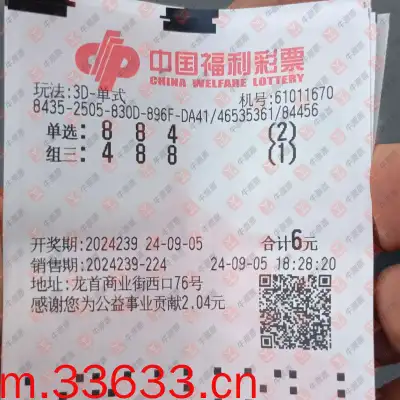 中国福利彩票
CHINA WELFARE LOTTERY
玩法:3D-单式 机号:61011670
8435-2505-830D-896F-DA41/46535361/84456
单选: 8 8 4 (2)
组三: 4 8 8 (1)
开奖期:2024239 24-09-05 合计6元
销售期:2024239-224 24-09-05 18:28:20
地址:龙首商业街西口76号
感谢您为公益事业贡献2.04元。
m.33633.cn